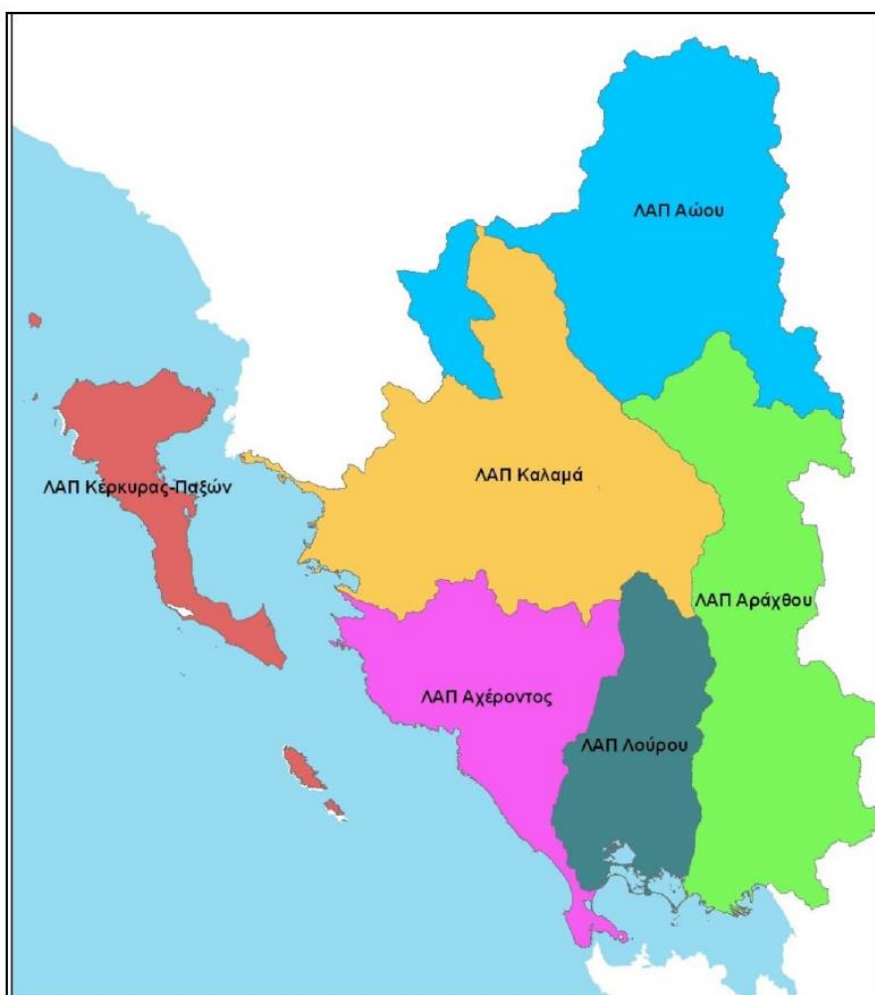 ΛΑΠ Αώου
ΛΑΠ Καλαμά
ΛΑΠ Κέρκυρας-Παξών
ΛΑΠ Αράχθου
ΛΑΠ Αχέροντος
ΛΑΠ Λούρου